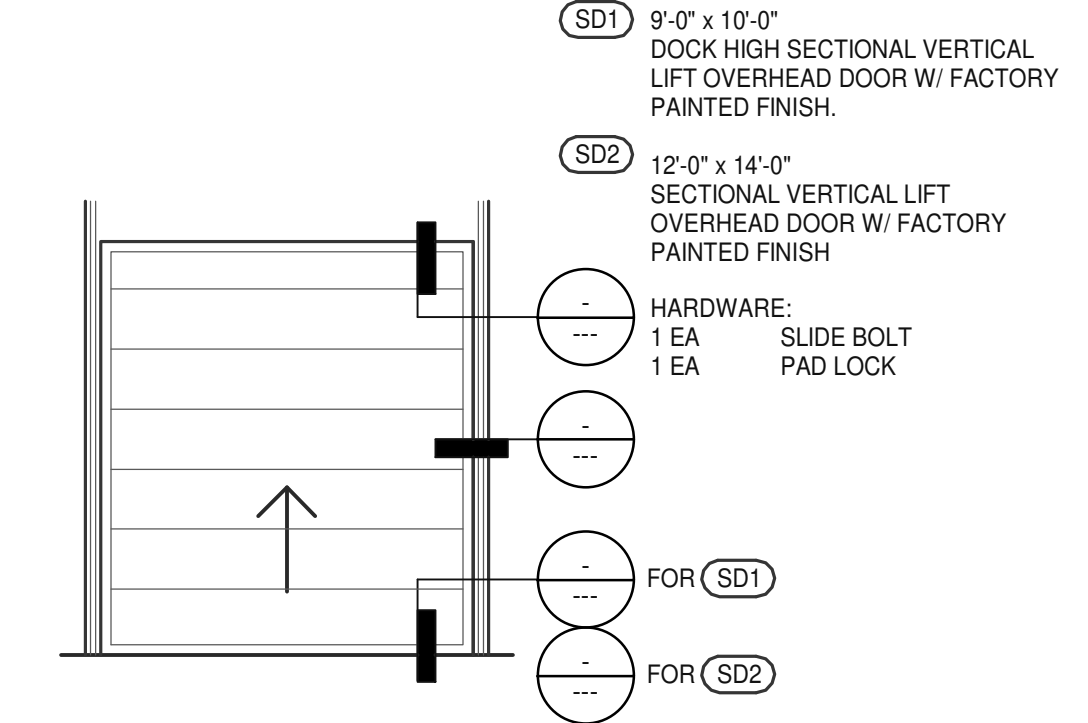 SD1 9'-0" x 10'-0"
DOCK HIGH SECTIONAL VERTICAL
LIFT OVERHEAD DOOR W/ FACTORY
PAINTED FINISH.
SD2 12'-0" x 14'-0"
SECTIONAL VERTICAL LIFT
OVERHEAD DOOR W/ FACTORY
PAINTED FINISH
-
---
HARDWARE:
1 EA SLIDE BOLT
1 EA PAD LOCK
-
---
-
---
FOR SD1
-
---
FOR SD2